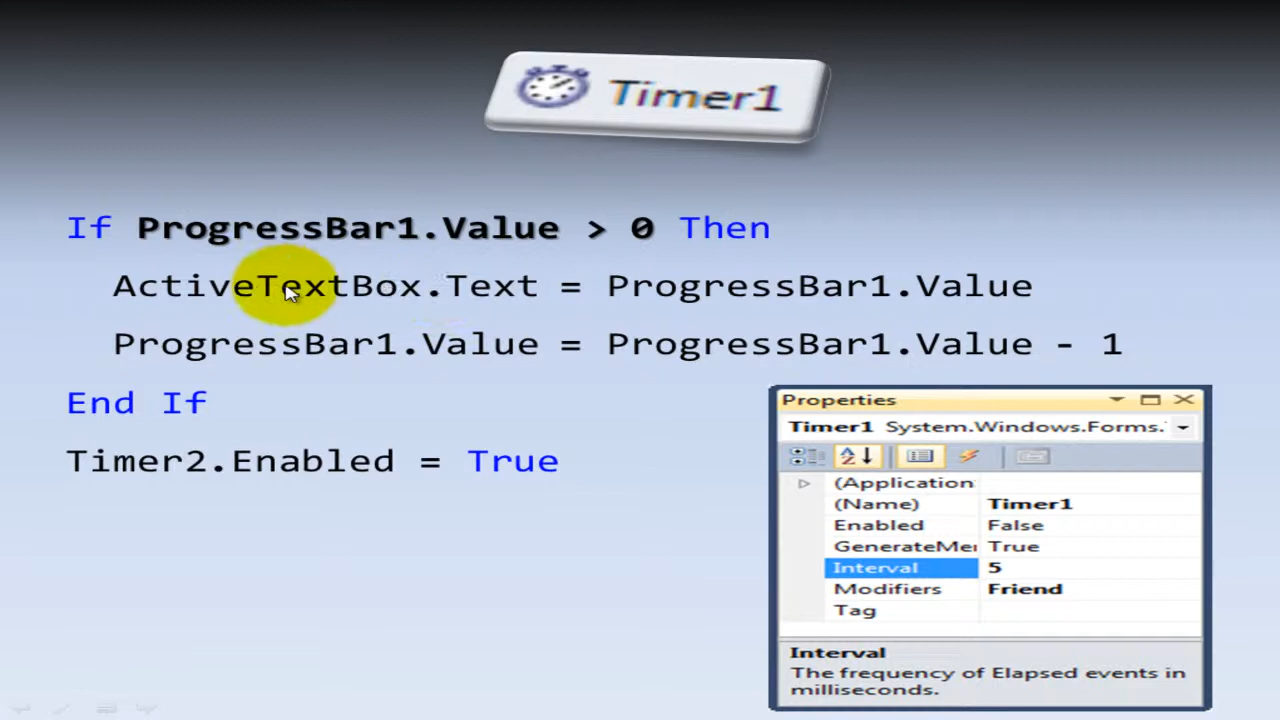 Timer1
If ProgressBar1.Value > 0 Then
ActiveTextBox.Text = ProgressBar1.Value
ProgressBar1.Value = ProgressBar1.Value - 1
End If
Timer2.Enabled = True
Properties
Timer1 System.Windows.Forms.
(Application
(Name) Timer1
Enabled False
GenerateMer True
Interval 5
Modifiers Friend
Tag
Interval
The frequency of Elapsed events in
milliseconds.